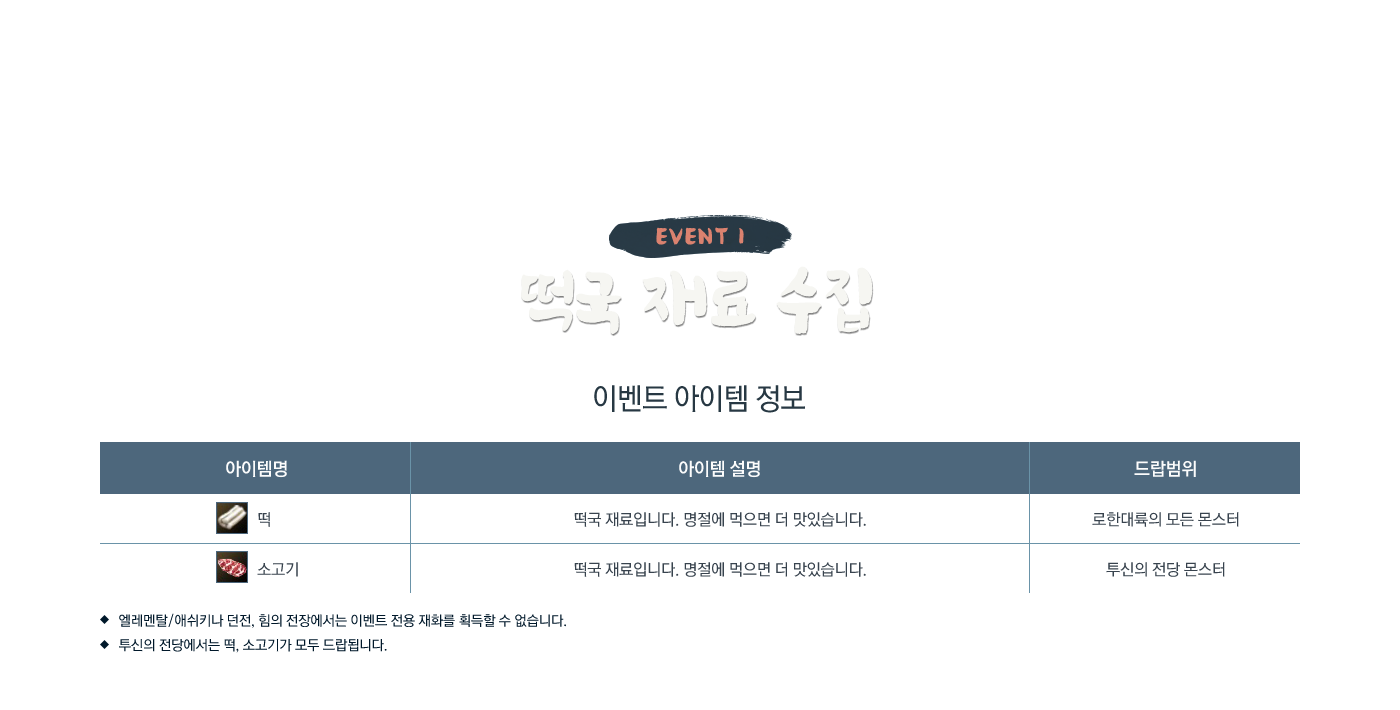 EVENT 1
떡국 재료 수집
이벤트 아이템 정보
아이템명 아이템 설명 드랍범위
떡 떡국 재료입니다. 명절에 먹으면 더 맛있습니다. 로한대륙의 모든 몬스터
소고기 떡국 재료입니다. 명절에 먹으면 더 맛있습니다. 투신의 전당 몬스터
◆ 엘레멘탈/애쉬키나 던전, 힘의 전장에서는 이벤트 전용 재화를 획득할 수 없습니다.
◆ 투신의 전당에서는 떡, 소고기가 모두 드랍됩니다.